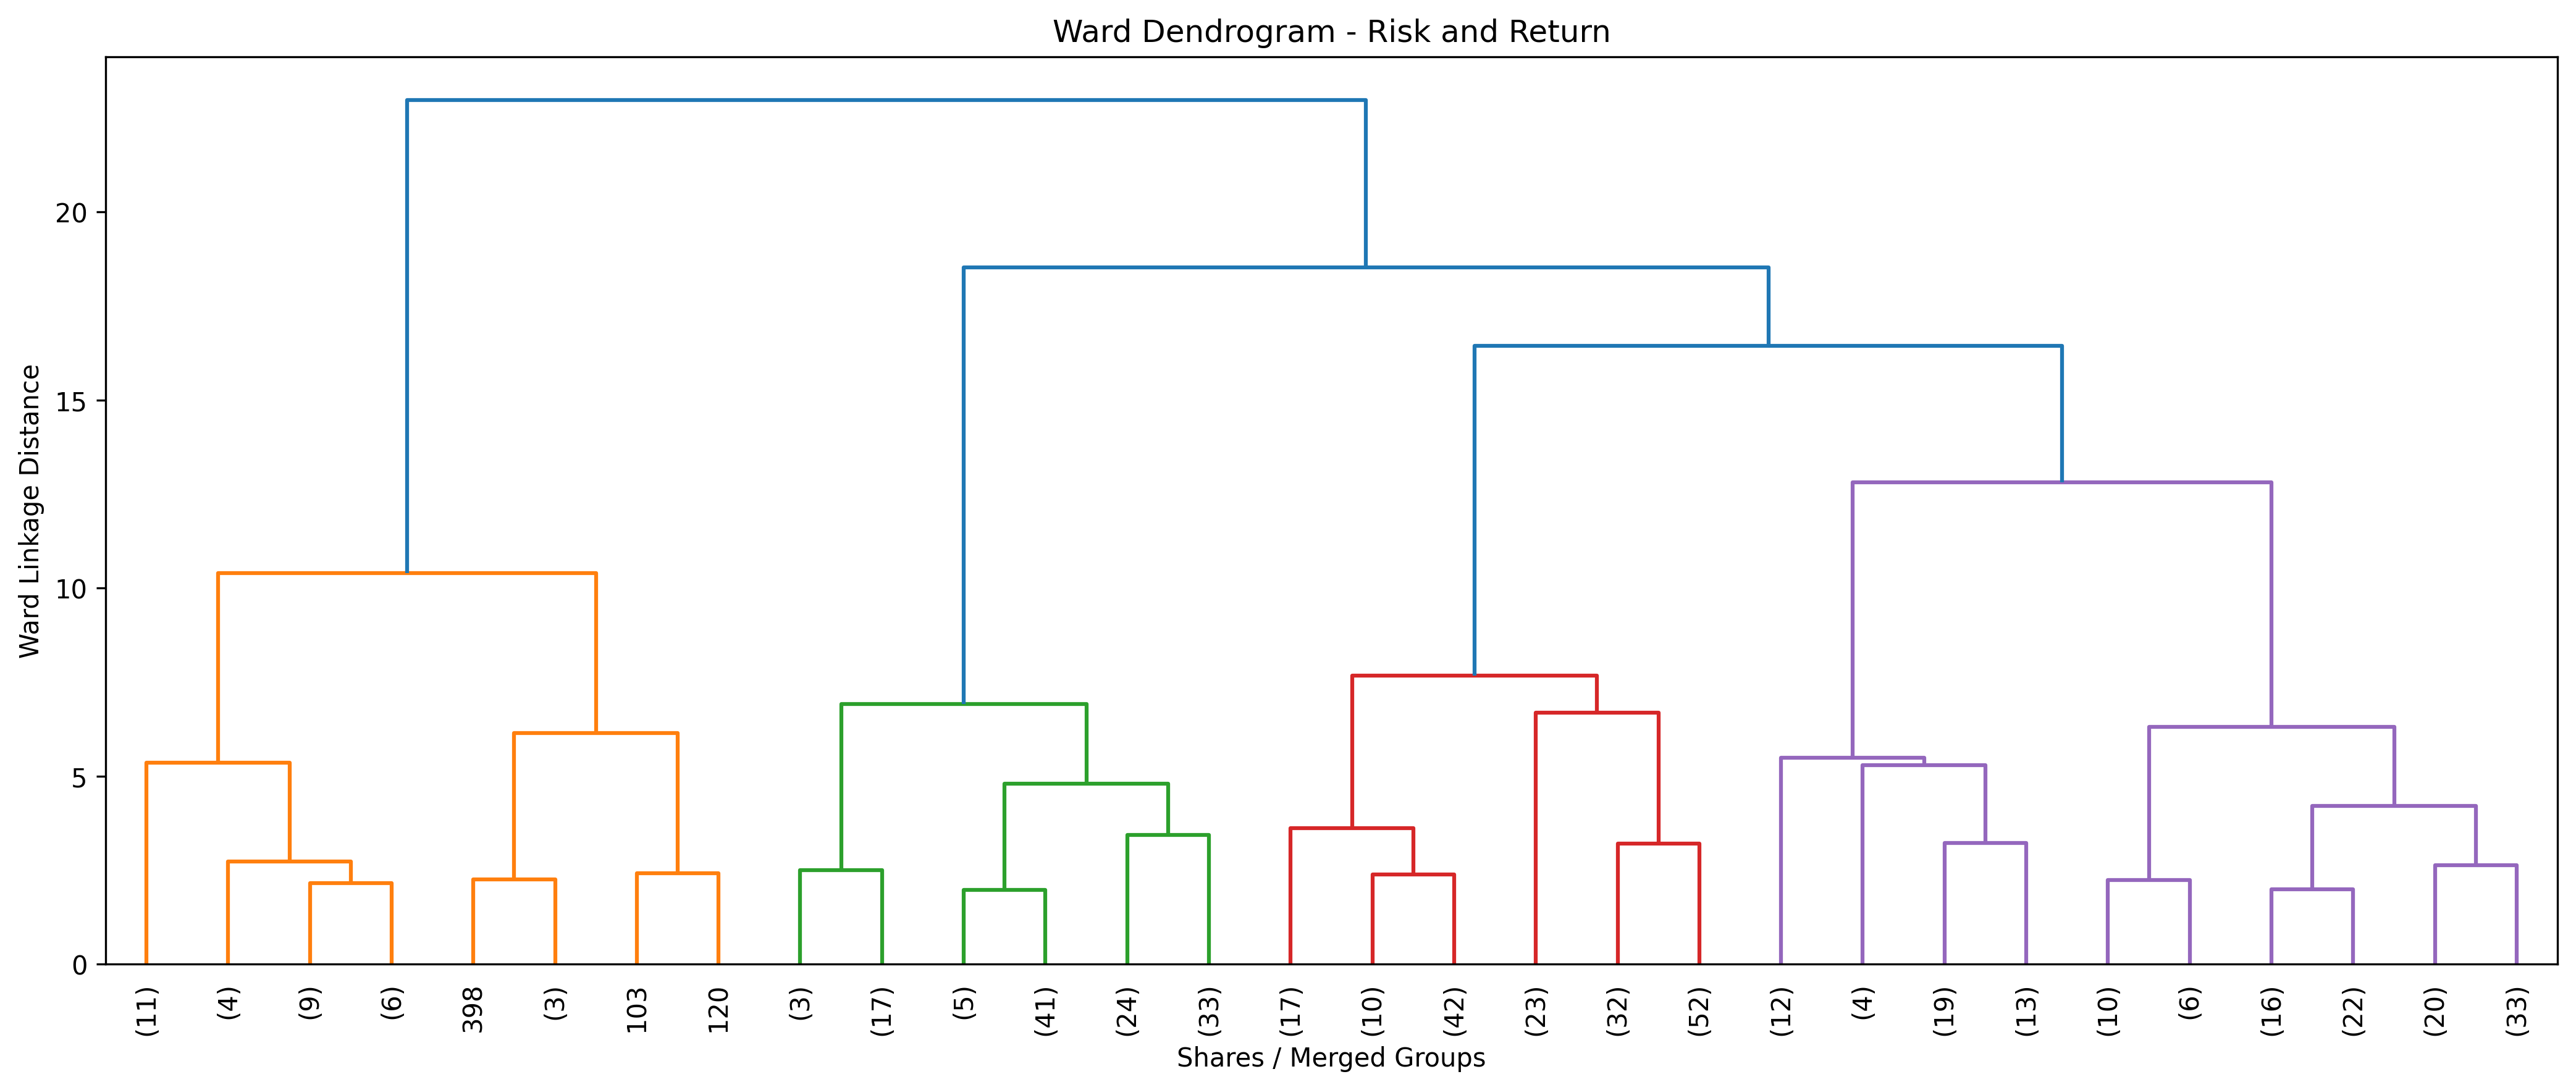 Ward Dendrogram - Risk and Return
Ward Linkage Distance
20
15
10
5
0
(11) (4) (9) (6) 398 (3) 103 120 (3) (17) (5) (41) (24) (33) (17) (10) (42) (23) (32) (52) (12) (4) (19) (13) (10) (6) (16) (22) (20) (33)
Shares / Merged Groups